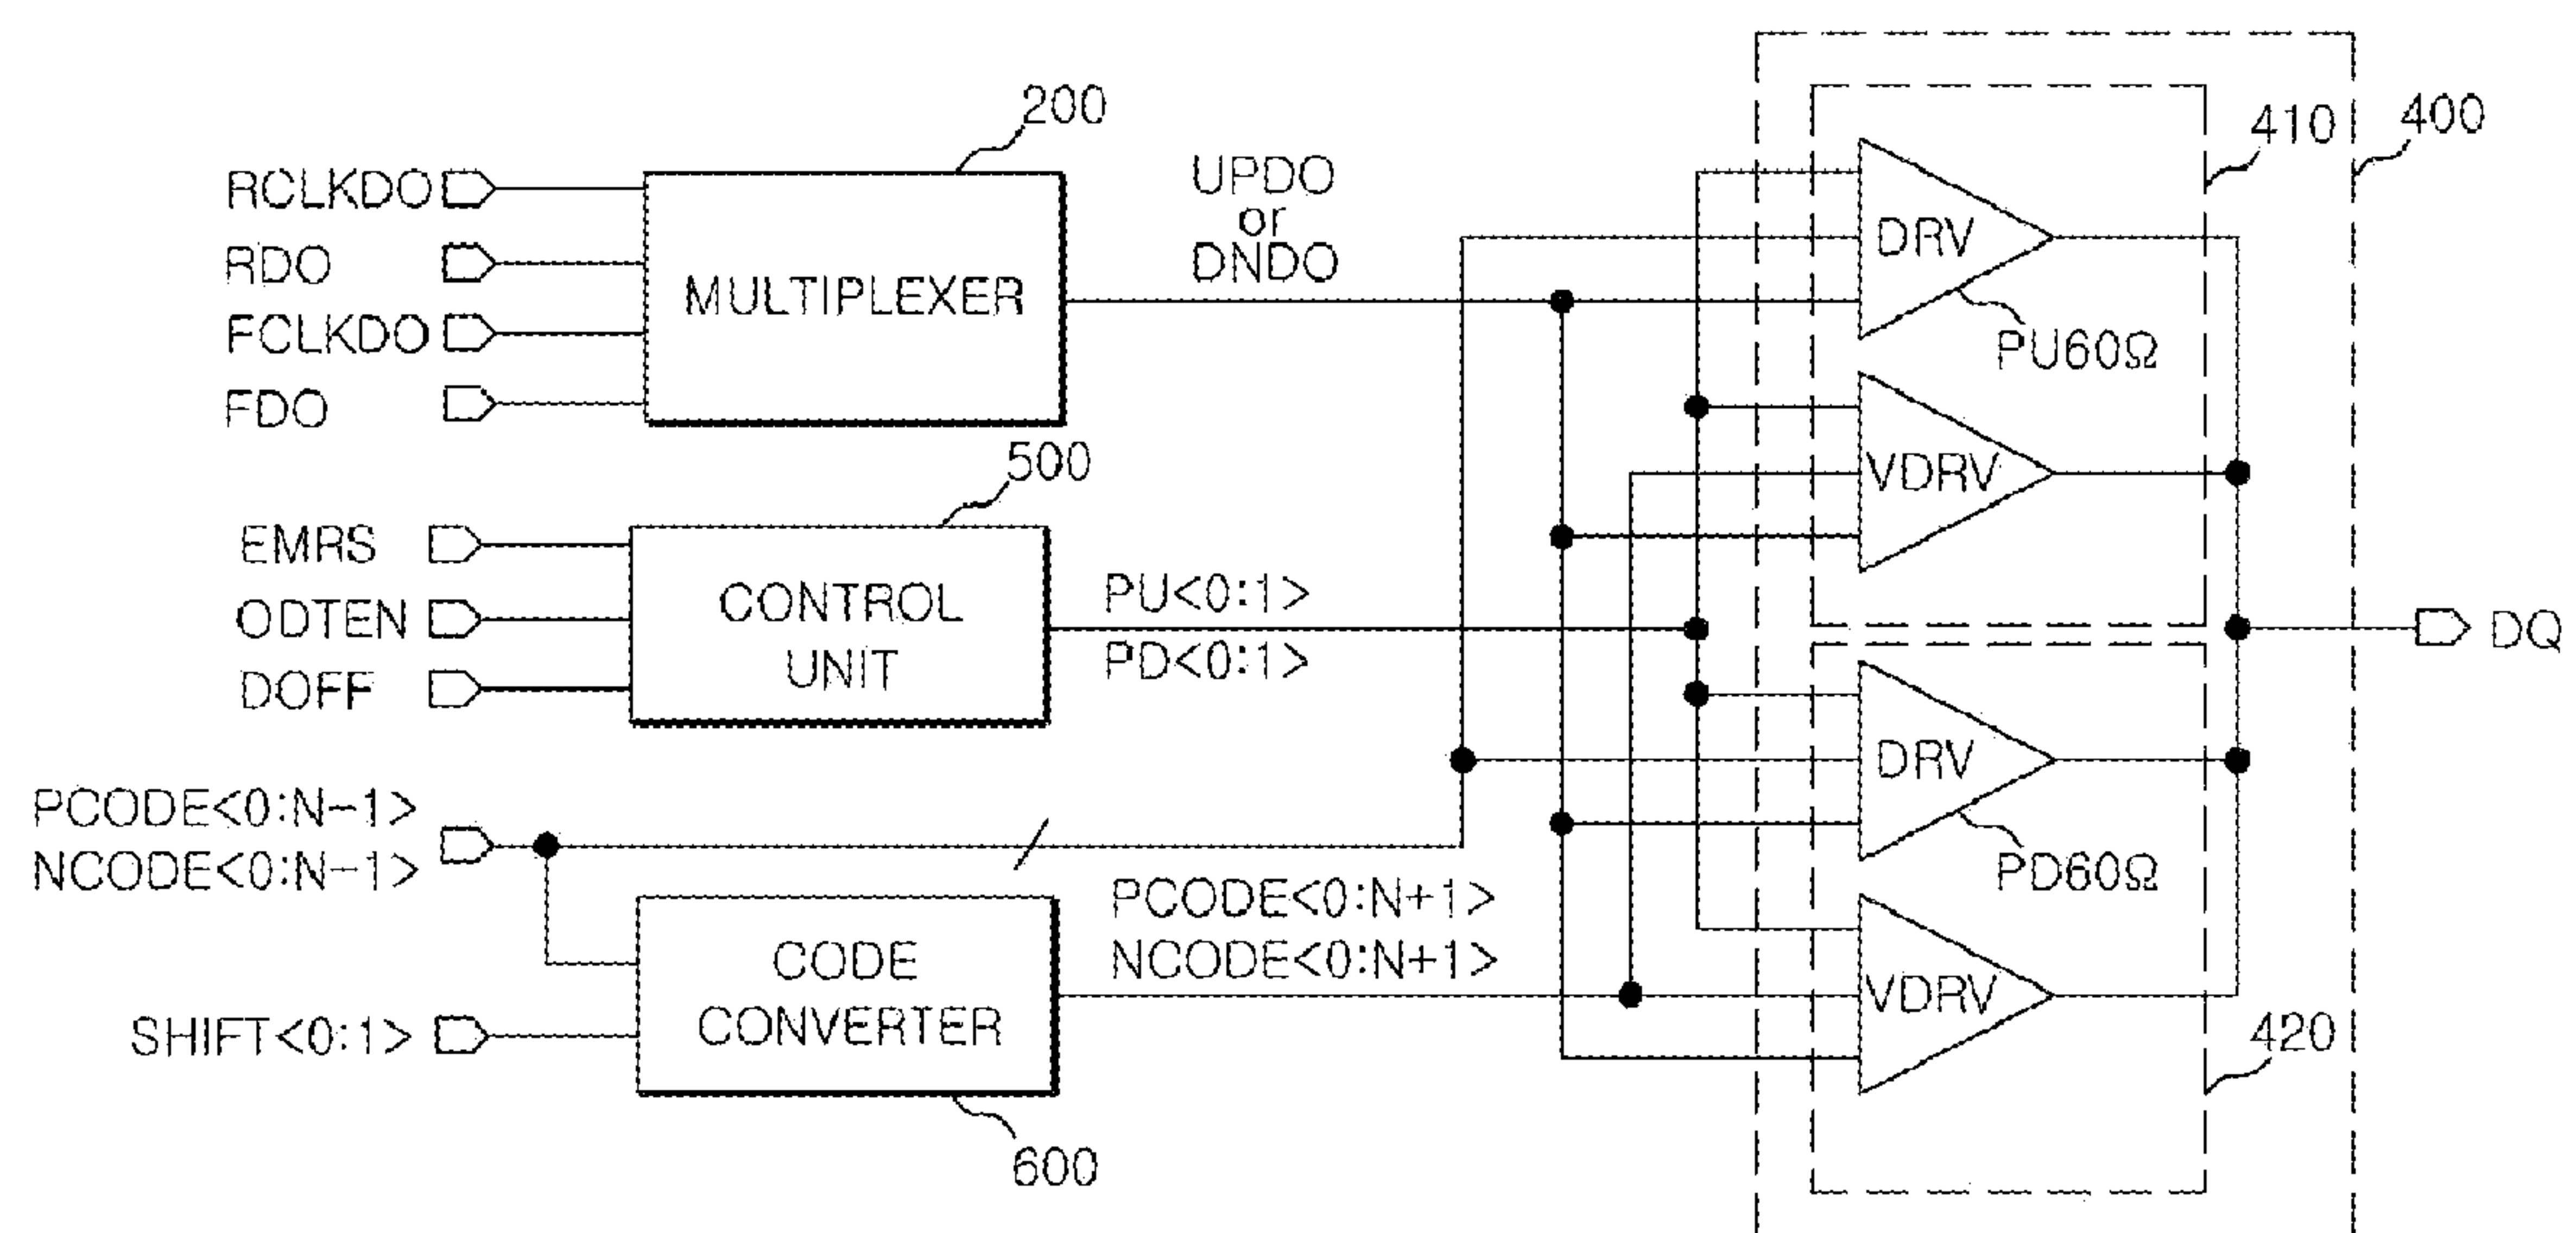 200
RCLKDO
RDO
FCLKDO
FDO
MULTIPLEXER
UPDO
or
DNDO
500
EMRS
ODTEN
DOFF
CONTROL
UNIT
PU<0:1>
PD<0:1>
PCODE<0:N-1>
NCODE<0:N-1>
SHIFT<0:1>
CODE
CONVERTER
600
PCODE<0:N+1>
NCODE<0:N+1>
410
400
DRV
PU60Ω
VDRV
DRV
PD60Ω
VDRV
420
DQ